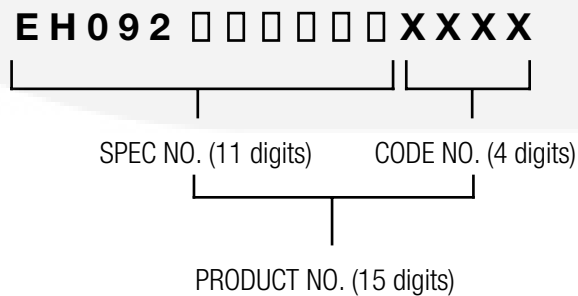 EH092 □□□□□□ XXXX
SPEC NO. (11 digits) CODE NO. (4 digits)
PRODUCT NO. (15 digits)